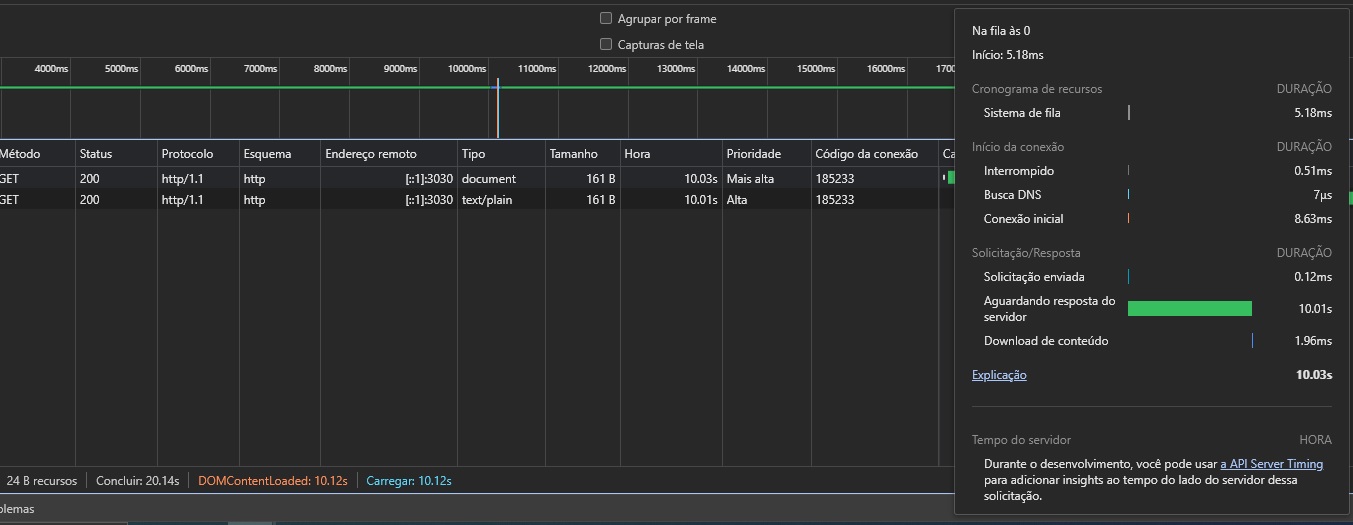 Agrupar por frame
Capturas de tela
4000ms 5000ms 6000ms 7000ms 8000ms 9000ms 10000ms 11000ms 12000ms 13000ms 14000ms 15000ms 16000ms 1700
Método Status Protocolo Esquema Endereço remoto Tipo Tamanho Hora Prioridade Código da conexão Ca
GET 200 http/1.1 http [::1]:3030 document 161 B 10.03s Mais alta 185233
GET 200 http/1.1 http [::1]:3030 text/plain 161 B 10.01s Alta 185233
24 B recursos Concluir: 20.14s DOMContentLoaded: 10.12s Carregar: 10.12s
blemas
Na fila às 0
Início: 5.18ms
Cronograma de recursos DURAÇÃO
Sistema de fila 5.18ms
Início da conexão DURAÇÃO
Interrompido 0.51ms
Busca DNS 7μs
Conexão inicial 8.63ms
Solicitação/Resposta DURAÇÃO
Solicitação enviada 0.12ms
Aguardando resposta do
servidor 10.01s
Download de conteúdo 1.96ms
Explicação 10.03s
Tempo do servidor HORA
Durante o desenvolvimento, você pode usar a API Server Timing
para adicionar insights ao tempo do lado do servidor dessa
solicitação.